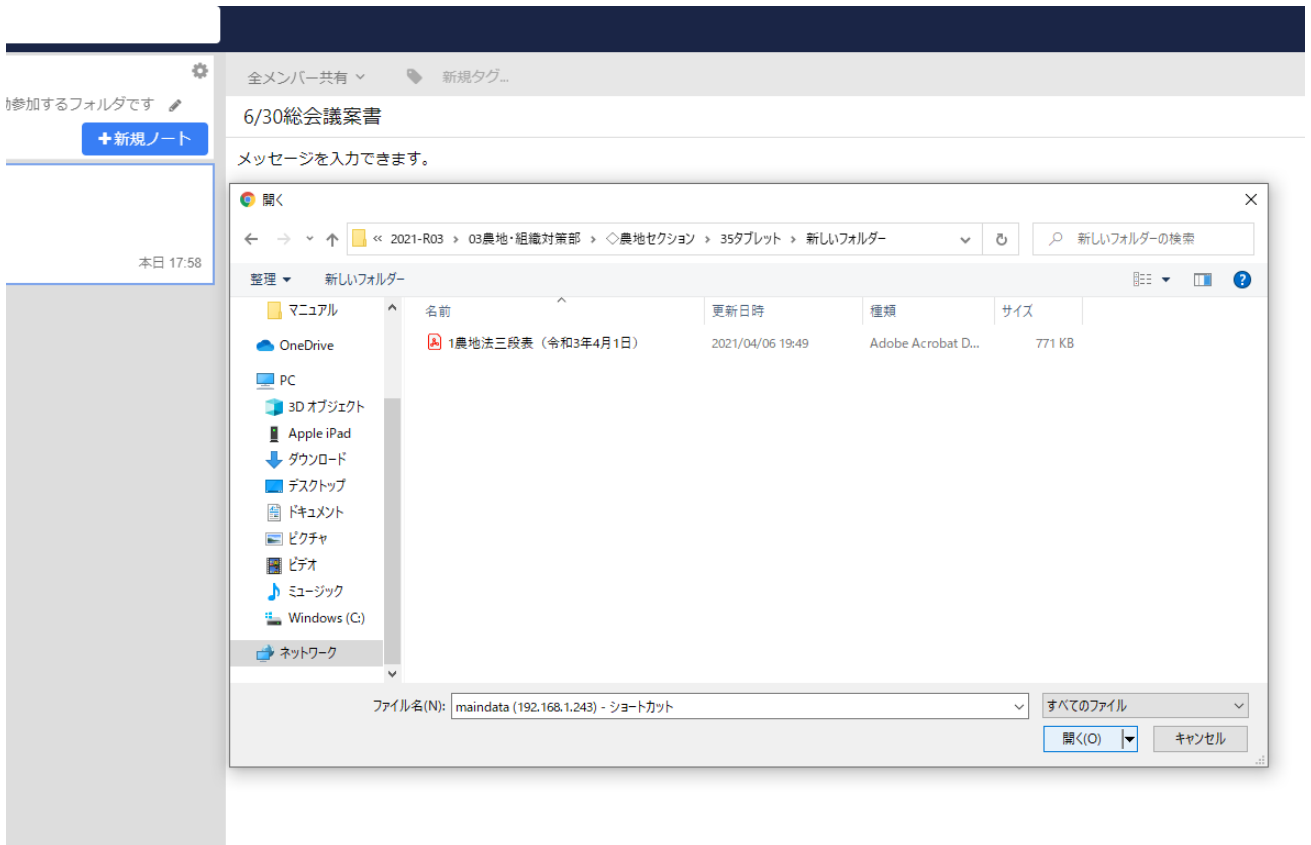 全メンバー共有
新規タグ...
参加するフォルダです
6/30総会議案書
+新規ノート
メッセージを入力できます。
本日 17:58
開く
« 2021-R03 › 03農地・組織対策部 › ◇農地セクション › 35タブレット › 新しいフォルダー
新しいフォルダーの検索
整理
新しいフォルダー
名前
更新日時
種類
サイズ
1農地法三段表（令和3年4月1日）
2021/04/06 19:49
Adobe Acrobat D...
771 KB
マニュアル
OneDrive
PC
3D オブジェクト
Apple iPad
ダウンロード
デスクトップ
ドキュメント
ピクチャ
ビデオ
ミュージック
Windows (C:)
ネットワーク
ファイル名(N):
maindata (192.168.1.243) - ショートカット
すべてのファイル
開く(O)
キャンセル